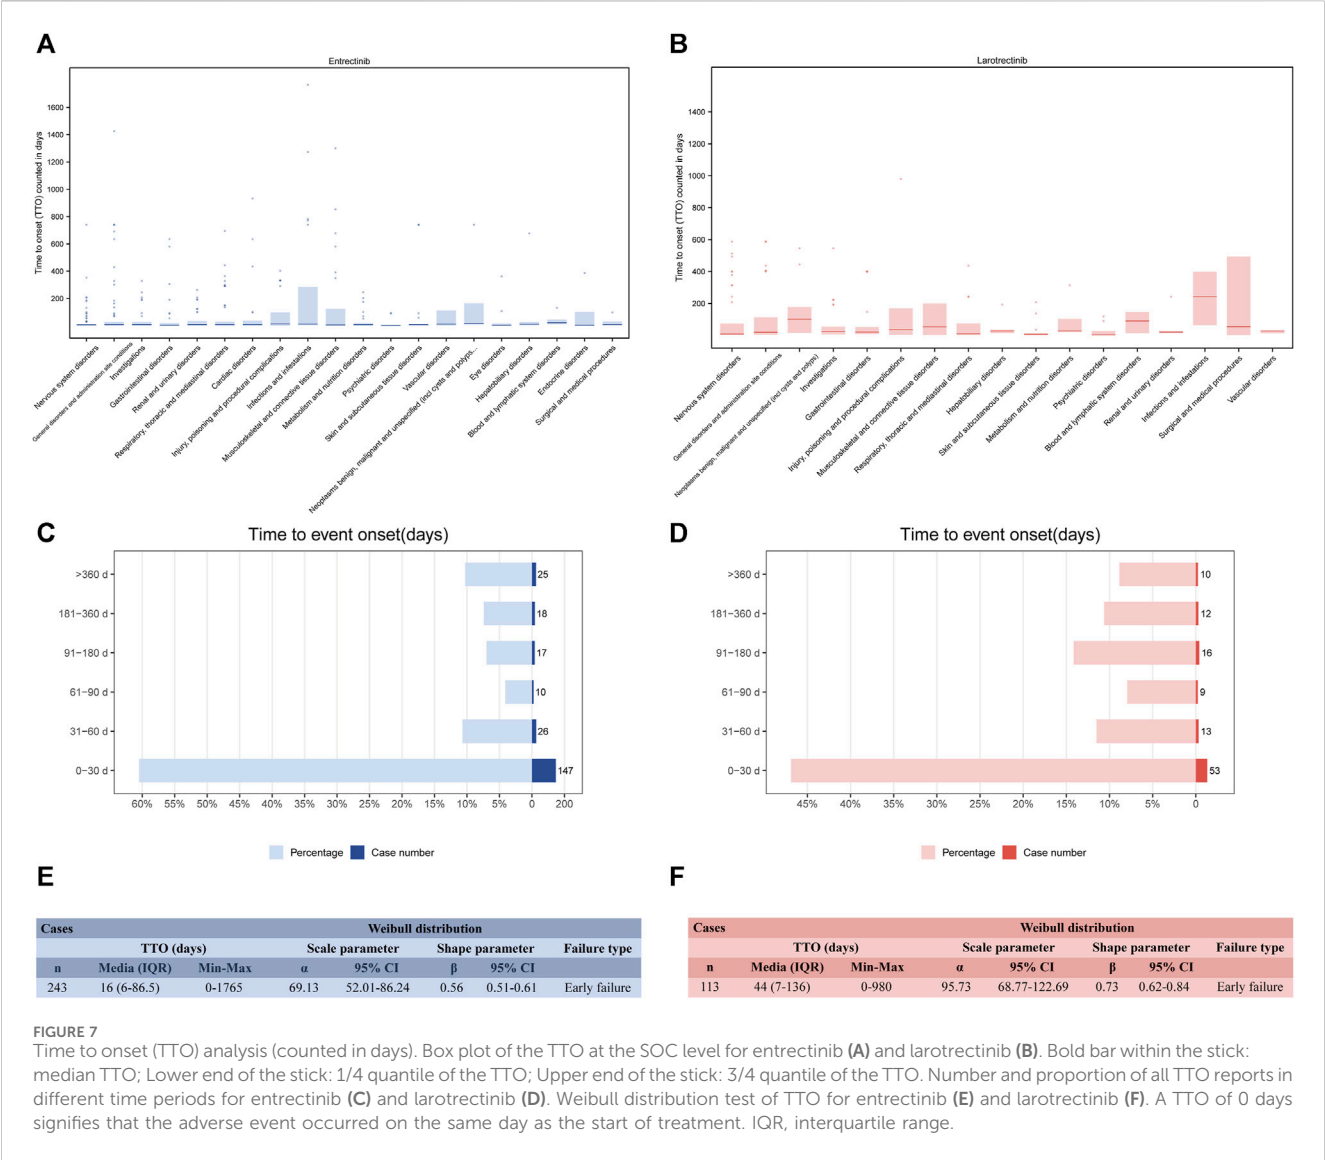 A
Entrectinib
Time to onset (TTO) counted in days
1600
1400
1200
1000
800
600
400
200
Nervous system disorders
General disorders and administration site conditions
Investigations
Gastrointestinal disorders
Renal and urinary disorders
Respiratory, thoracic and mediastinal disorders
Cardiac disorders
Injury, poisoning and procedural complications
Infections and infestations
Musculoskeletal and connective tissue disorders
Metabolism and nutrition disorders
Psychiatric disorders
Skin and subcutaneous tissue disorders
Vascular disorders
Neoplasms benign, malignant and unspecified (incl cysts and polyps...
Eye disorders
Hepatobiliary disorders
Blood and lymphatic system disorders
Endocrine disorders
Surgical and medical procedures
B
Larotrectinib
Time to onset (TTO) counted in days
1400
1200
1000
800
600
400
200
Nervous system disorders
General disorders and administration site condition
Neoplasms benign, malignant and unspecified (incl cysts and polyps)
Investigations
Gastrointestinal disorders
Injury, poisoning and procedural complications
Musculoskeletal and connective tissue disorders
Respiratory, thoracic and mediastinal disorders
Hepatobiliary disorders
Skin and subcutaneous tissue disorders
Metabolism and nutrition disorders
Psychiatric disorders
Blood and lymphatic system disorders
Renal and urinary disorders
Infections and infestations
Surgical and medical procedures
Vascular disorders
C
Time to event onset(days)
>360 d
25
181-360 d
18
91-180 d
17
61-90 d
10
31-60 d
26
0-30 d
147
60% 55% 50% 45% 40% 35% 30% 25% 20% 15% 10% 5% 0 200
Percentage Case number
D
Time to event onset(days)
>360 d
10
181-360 d
12
91-180 d
16
61-90 d
9
31-60 d
13
0-30 d
53
45% 40% 35% 30% 25% 20% 15% 10% 5% 0
Percentage Case number
E
Cases Weibull distribution
TTO (days) Scale parameter Shape parameter Failure type
n Media (IQR) Min-Max α 95% CI β 95% CI
243 16 (6-86.5) 0-1765 69.13 52.01-86.24 0.56 0.51-0.61 Early failure
F
Cases Weibull distribution
TTO (days) Scale parameter Shape parameter Failure type
n Media (IQR) Min-Max α 95% CI β 95% CI
113 44 (7-136) 0-980 95.73 68.77-122.69 0.73 0.62-0.84 Early failure
FIGURE 7
Time to onset (TTO) analysis (counted in days). Box plot of the TTO at the SOC level for entrectinib (A) and larotrectinib (B). Bold bar within the stick:
median TTO; Lower end of the stick: 1/4 quantile of the TTO; Upper end of the stick: 3/4 quantile of the TTO. Number and proportion of all TTO reports in
different time periods for entrectinib (C) and larotrectinib (D). Weibull distribution test of TTO for entrectinib (E) and larotrectinib (F). A TTO of 0 days
signifies that the adverse event occurred on the same day as the start of treatment. IQR, interquartile range.